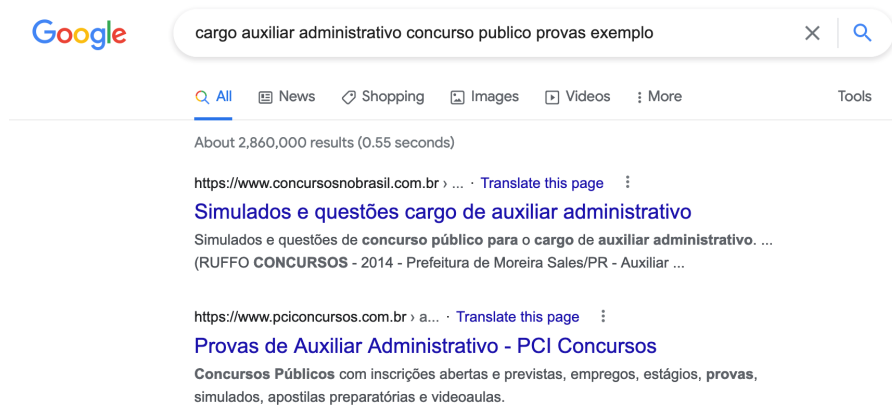 Google
cargo auxiliar administrativo concurso publico provas exemplo
All News Shopping Images Videos More Tools
About 2,860,000 results (0.55 seconds)
https://www.concursosnobrasil.com.br › ... · Translate this page
Simulados e questões cargo de auxiliar administrativo
Simulados e questões de concurso público para o cargo de auxiliar administrativo. ...
(RUFFO CONCURSOS - 2014 - Prefeitura de Moreira Sales/PR - Auxiliar ...
https://www.pciconcursos.com.br › a... · Translate this page
Provas de Auxiliar Administrativo - PCI Concursos
Concursos Públicos com inscrições abertas e previstas, empregos, estágios, provas,
simulados, apostilas preparatórias e videoaulas.